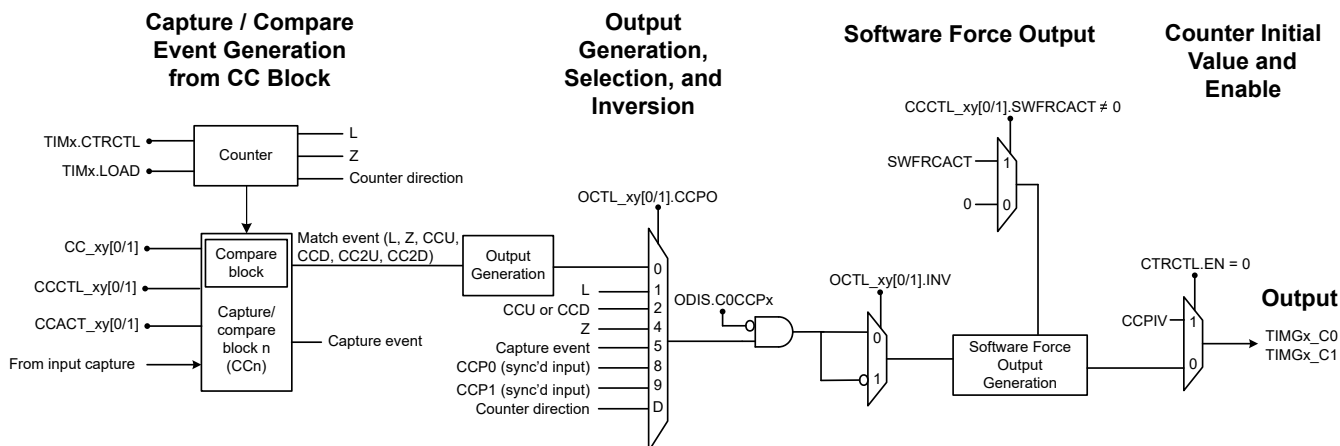 Capture / Compare
Event Generation
from CC Block
Output
Generation,
Selection, and
Inversion
Software Force Output
Counter Initial
Value and
Enable
TIMx.CTRCTL
TIMx.LOAD
Counter
L
Z
Counter direction
CC_xy[0/1]
CCCTL_xy[0/1]
CCACT_xy[0/1]
From input capture
Compare
block
Capture/
compare
block n
(CCn)
Match event (L, Z, CCU,
CCD, CC2U, CC2D)
Capture event
Output
Generation
OCTL_xy[0/1].CCPO
0
L
1
CCU or CCD
2
Z
4
Capture event
5
CCP0 (sync'd input)
8
CCP1 (sync'd input)
9
Counter direction
D
ODIS.C0CCPx
OCTL_xy[0/1].INV
0
1
CCCTL_xy[0/1].SWFRCACT ≠ 0
SWFRCACT
1
0
0
Software Force
Output
Generation
CTRCTL.EN = 0
CCPIV
1
0
Output
TIMGx_C0
TIMGx_C1